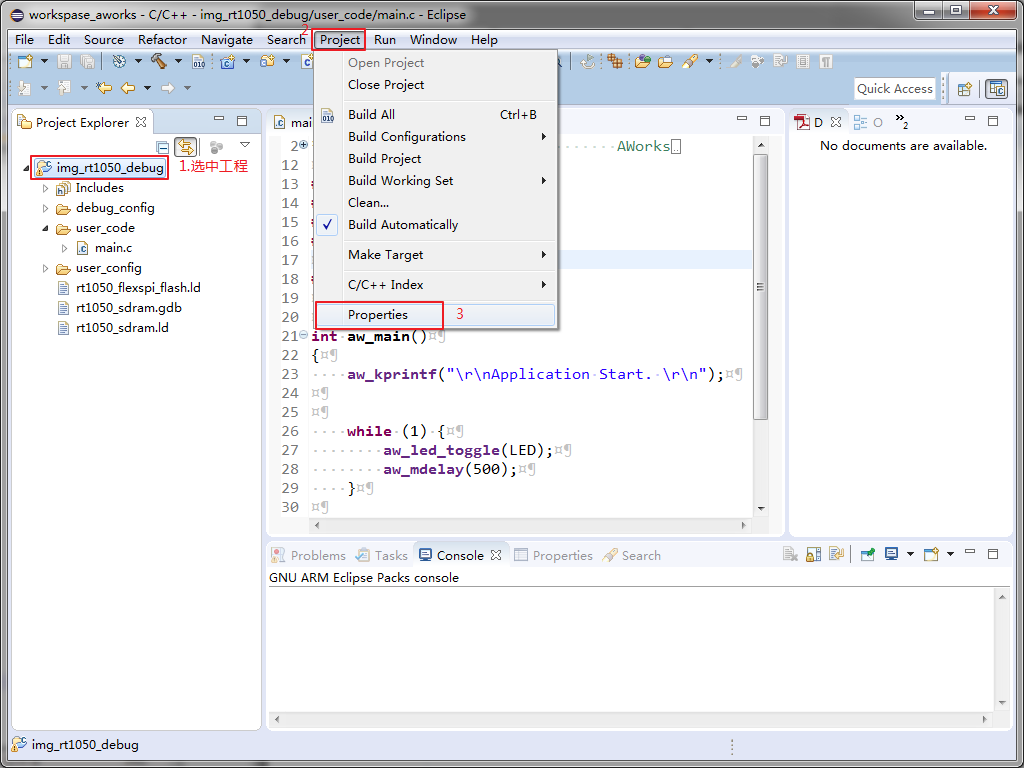 workspase_aworks - C/C++ - img_rt1050_debug/user_code/main.c - Eclipse
File Edit Source Refactor Navigate Search 2 Project Run Window Help
Open Project
Close Project
Build All Ctrl+B
Build Configurations
Build Project
Build Working Set
Clean...
Build Automatically
Make Target
C/C++ Index
Properties 3
Quick Access
Project Explorer
img_rt1050_debug 1.选中工程
Includes
debug_config
user_code
main.c
user_config
rt1050_flexspi_flash.ld
rt1050_sdram.gdb
rt1050_sdram.ld
mai
2 AWorks
12
13 #
14 #
15 #
16 #
17
18 #
19
20
21 int aw_main()¤¶
22 {¤¶
23 ····aw_kprintf("\r\nApplication·Start.·\r\n");¤¶
24 ¤¶
25 ¤¶
26 ····while·(1)·{¤¶
27 ········aw_led_toggle(LED);¤¶
28 ········aw_mdelay(500);¤¶
29 ····}¤¶
30 ¤¶
D O »2
No documents are available.
Problems Tasks Console Properties Search
GNU ARM Eclipse Packs console
img_rt1050_debug